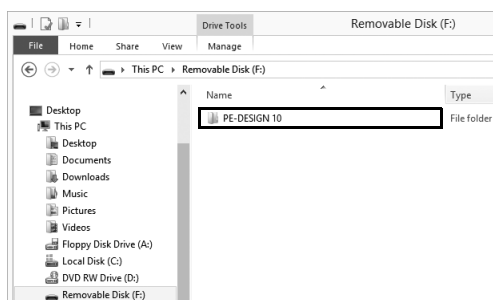 Drive Tools
Removable Disk (F:)
File Home Share View Manage
This PC Removable Disk (F:)
Name Type
PE-DESIGN 10 File folder
Desktop
This PC
Desktop
Documents
Downloads
Music
Pictures
Videos
Floppy Disk Drive (A:)
Local Disk (C:)
DVD RW Drive (D:)
Removable Disk (F:)